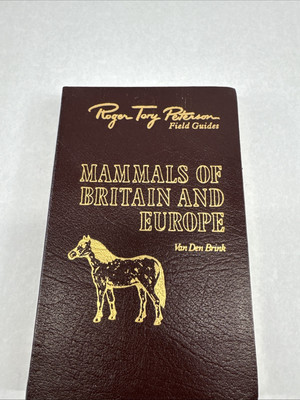 Roger Tory Peterson
Field Guides
MAMMALS OF
BRITAIN AND
EUROPE
Van Den Brink